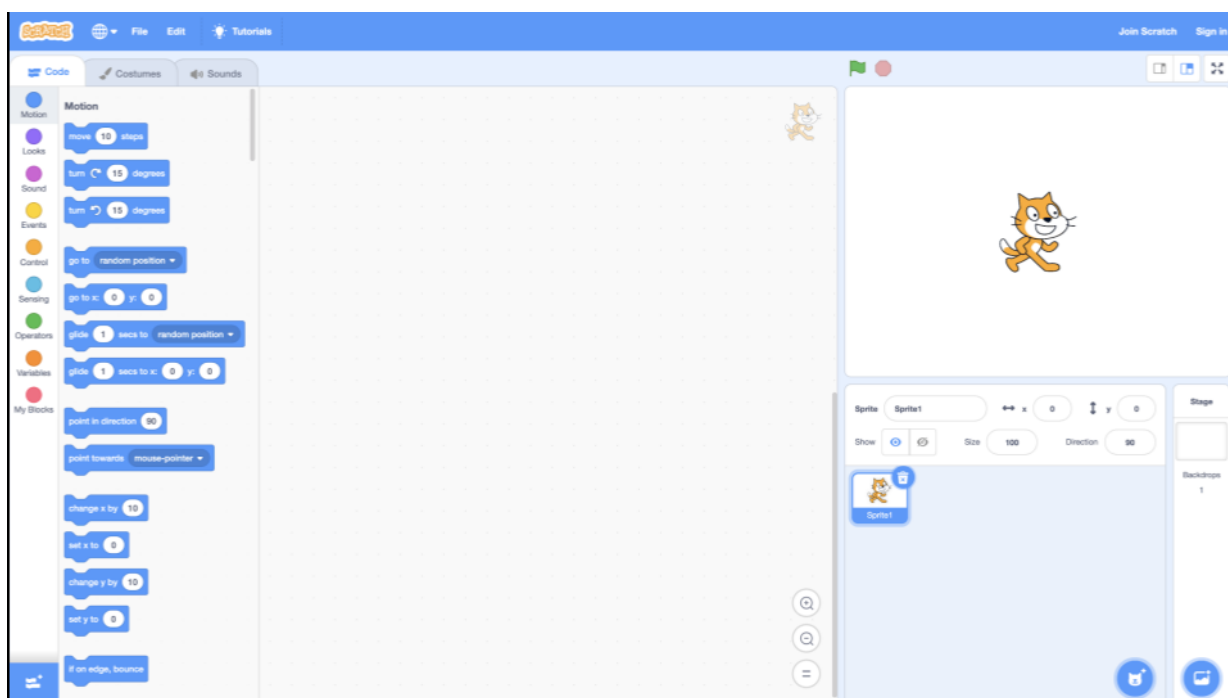 SCRATCH File Edit Tutorials Join Scratch Sign in
Code Costumes Sounds
Motion
Looks
Sound
Events
Control
Sensing
Operators
Variables
My Blocks
Motion
move 10 steps
turn 15 degrees
turn 15 degrees
go to random position
go to x: 0 y: 0
glide 1 secs to random position
glide 1 secs to x: 0 y: 0
point in direction 90
point towards mouse-pointer
change x by 10
set x to 0
change y by 10
set y to 0
if on edge, bounce
Sprite Sprite1 x 0 y 0
Show Size 100 Direction 90
Sprite1
Stage
Backdrops
1